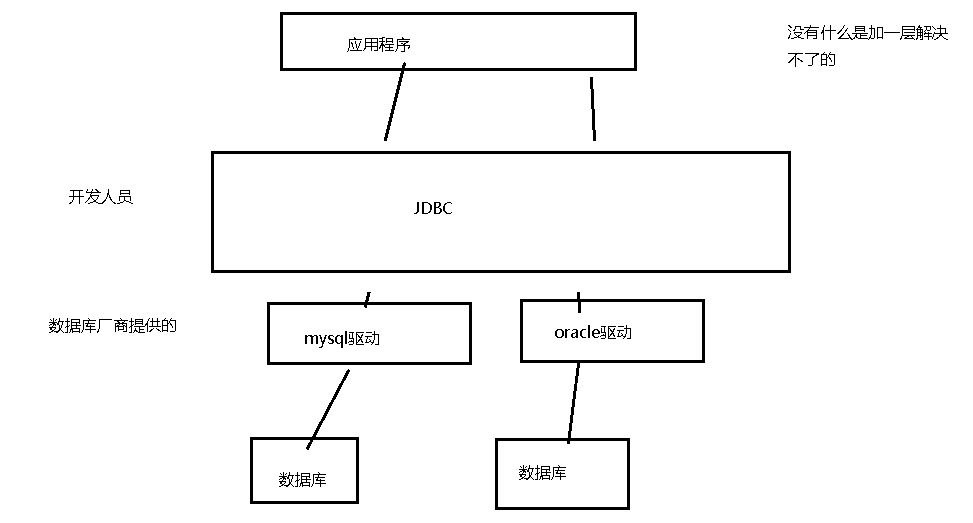 应用程序
没有什么是加一层解决
不了的
开发人员
JDBC
数据库厂商提供的
mysql驱动
oracle驱动
数据库
数据库